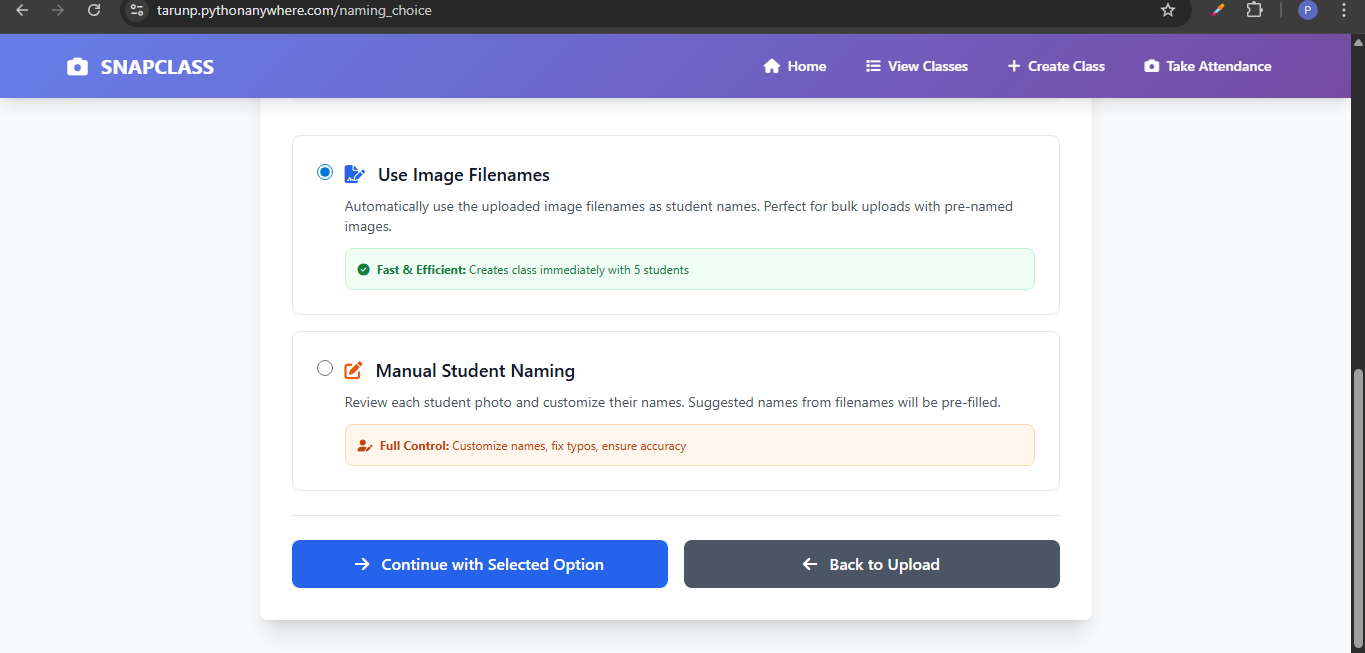 tarunp.pythonanywhere.com/naming_choice
P
SNAPCLASS
Home
View Classes
Create Class
Take Attendance
Use Image Filenames
Automatically use the uploaded image filenames as student names. Perfect for bulk uploads with pre-named
images.
Fast & Efficient: Creates class immediately with 5 students
Manual Student Naming
Review each student photo and customize their names. Suggested names from filenames will be pre-filled.
Full Control: Customize names, fix typos, ensure accuracy
Continue with Selected Option
Back to Upload